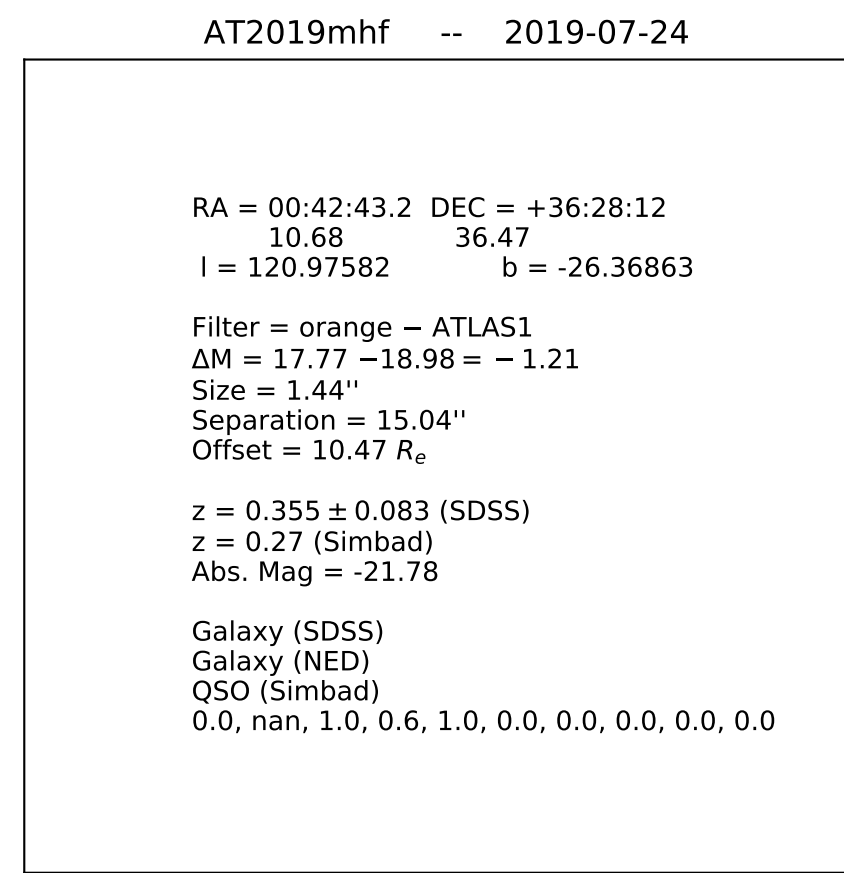 AT2019mhf -- 2019-07-24
RA = 00:42:43.2 DEC = +36:28:12
10.68 36.47
l = 120.97582 b = -26.36863
Filter = orange − ATLAS1
ΔM = 17.77 −18.98 = − 1.21
Size = 1.44''
Separation = 15.04''
Offset = 10.47 Rₑ
z = 0.355 ± 0.083 (SDSS)
z = 0.27 (Simbad)
Abs. Mag = -21.78
Galaxy (SDSS)
Galaxy (NED)
QSO (Simbad)
0.0, nan, 1.0, 0.6, 1.0, 0.0, 0.0, 0.0, 0.0, 0.0